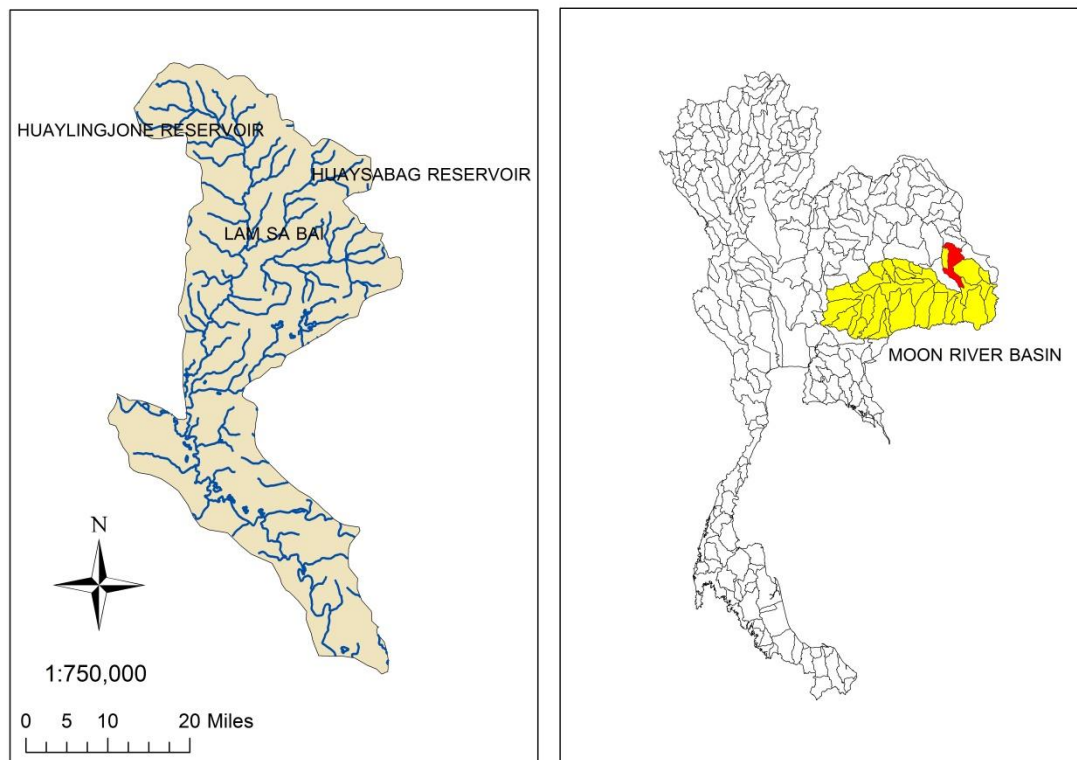 HUAYLINGJONE RESERVOIR
HUAYSABAG RESERVOIR
LAM SA BAI
N
1:750,000
0 5 10 20 Miles
MOON RIVER BASIN